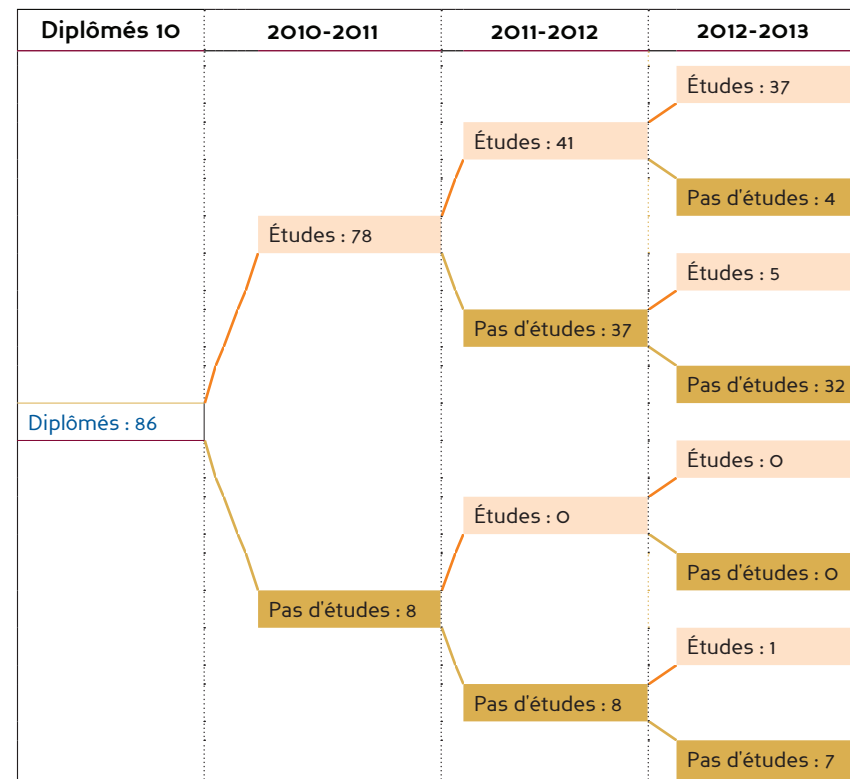 Diplômés 10 2010-2011 2011-2012 2012-2013
Études : 37
Études : 41
Pas d'études : 4
Études : 78
Études : 5
Pas d'études : 37
Pas d'études : 32
Diplômés : 86
Études : 0
Études : 0
Pas d'études : 0
Pas d'études : 8
Études : 1
Pas d'études : 8
Pas d'études : 7